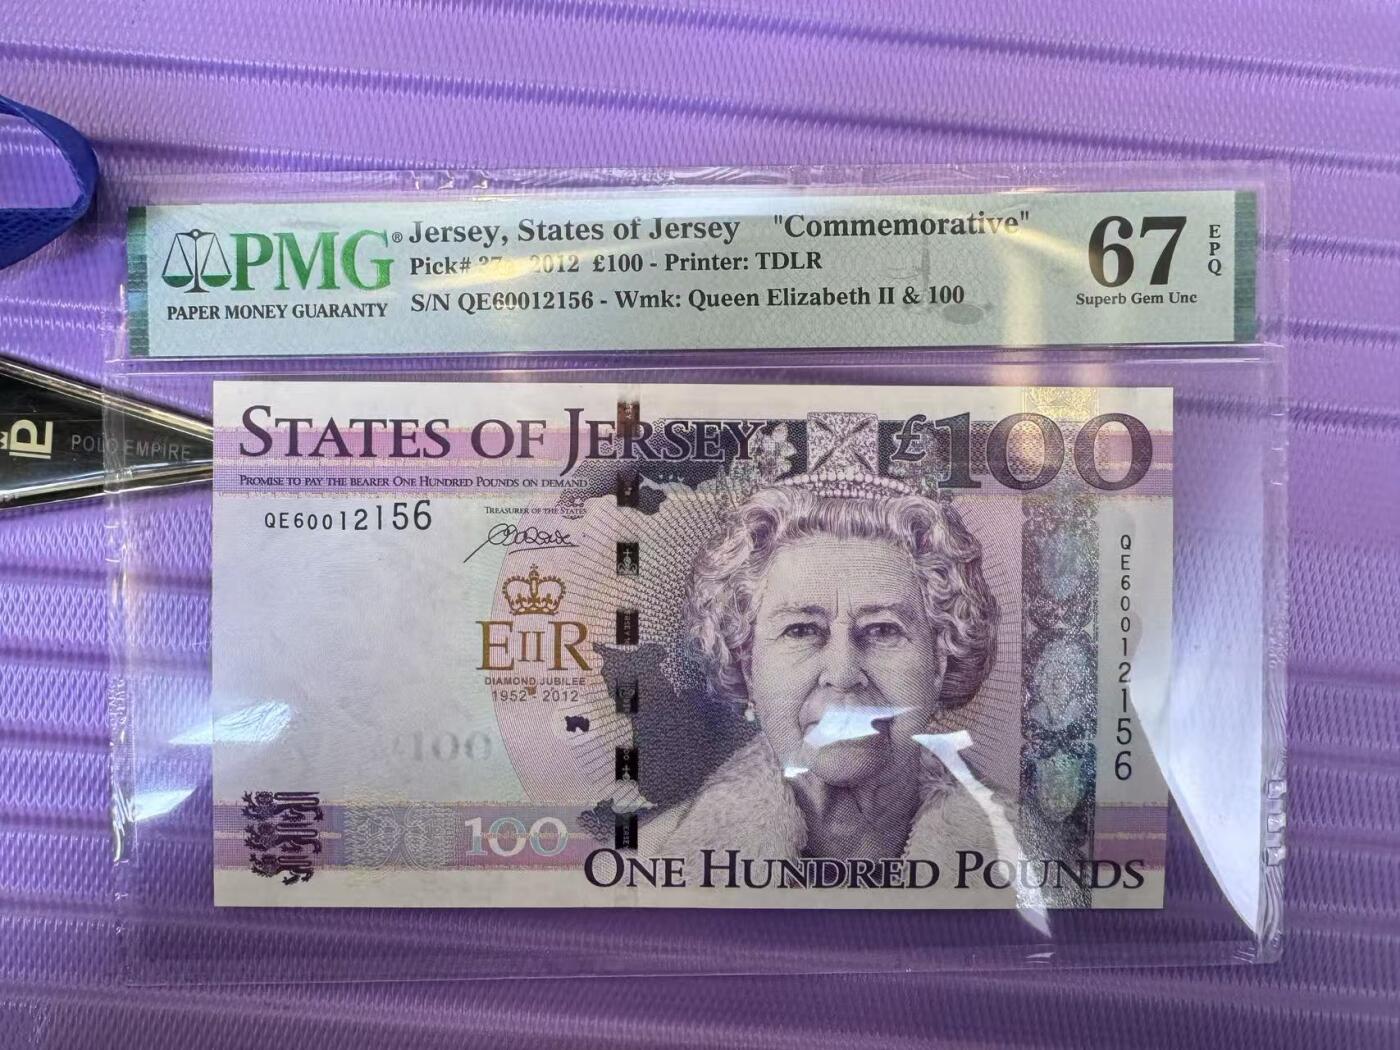 PMG®
PAPER MONEY GUARANTY
Jersey, States of Jersey "Commemorative"
Pick# 2012 £100 - Printer: TDLR
S/N QE60012156 - Wmk: Queen Elizabeth II & 100
67
EPQ
Superb Gem Unc
STATES OF JERSEY £100
PROMISE TO PAY THE BEARER ONE HUNDRED POUNDS ON DEMAND
QE60012156
TREASURER OF THE STATES
EIIR
DIAMOND JUBILEE
1952 - 2012
QE60012156
100
100
ONE HUNDRED POUNDS
POLO EMPIRE